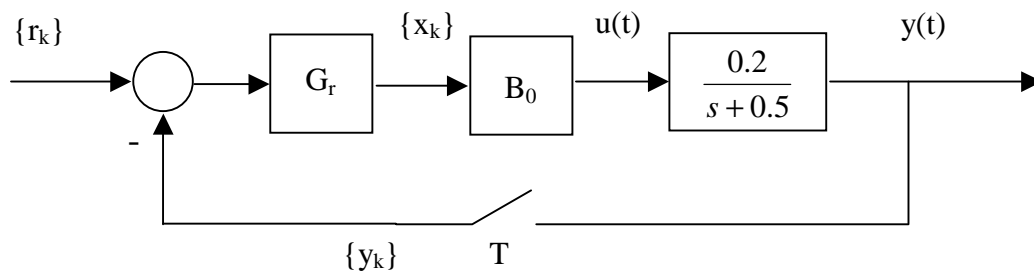 {r_k} {x_k} u(t) y(t)
G_r B_0 0.2
s + 0.5
-
{y_k} T